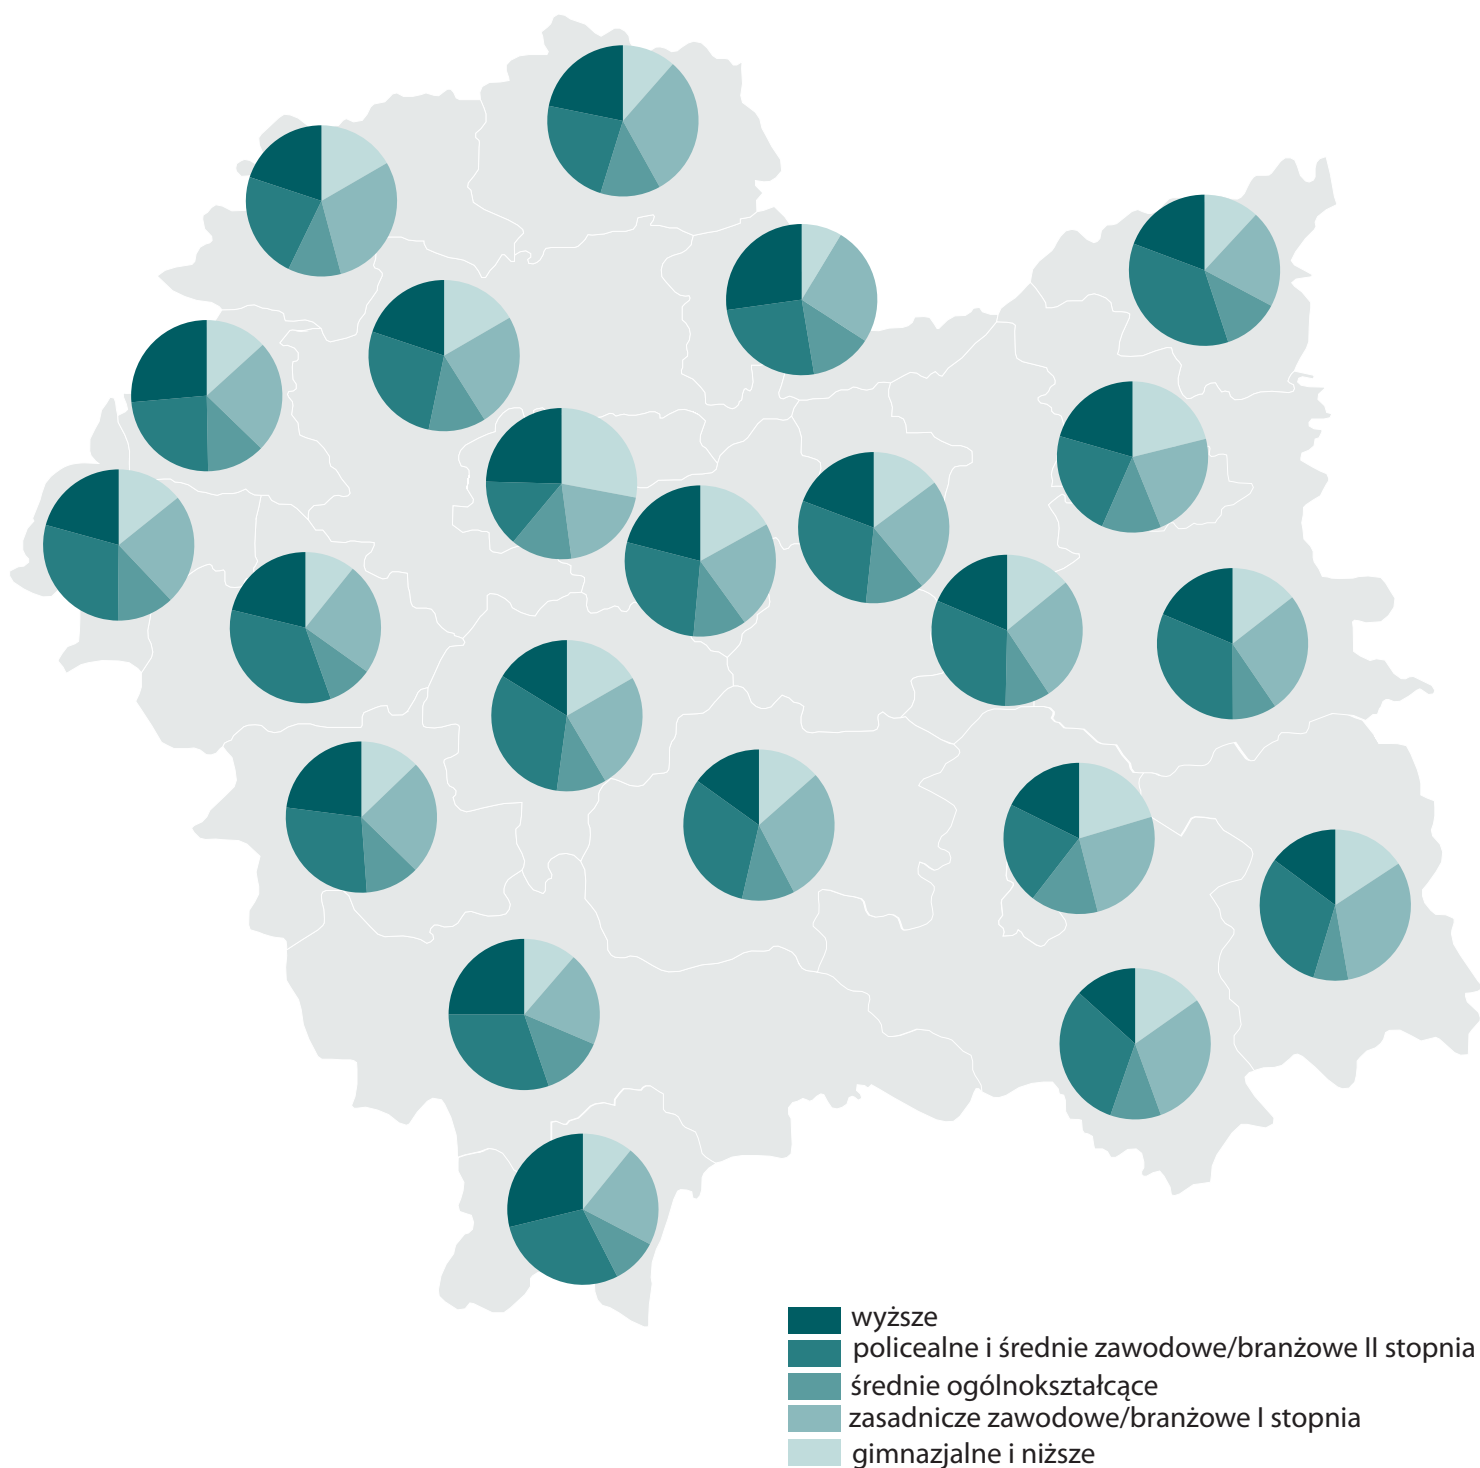 wyższe
policealne i średnie zawodowe/branżowe II stopnia
średnie ogólnokształcące
zasadnicze zawodowe/branżowe I stopnia
gimnazjalne i niższe